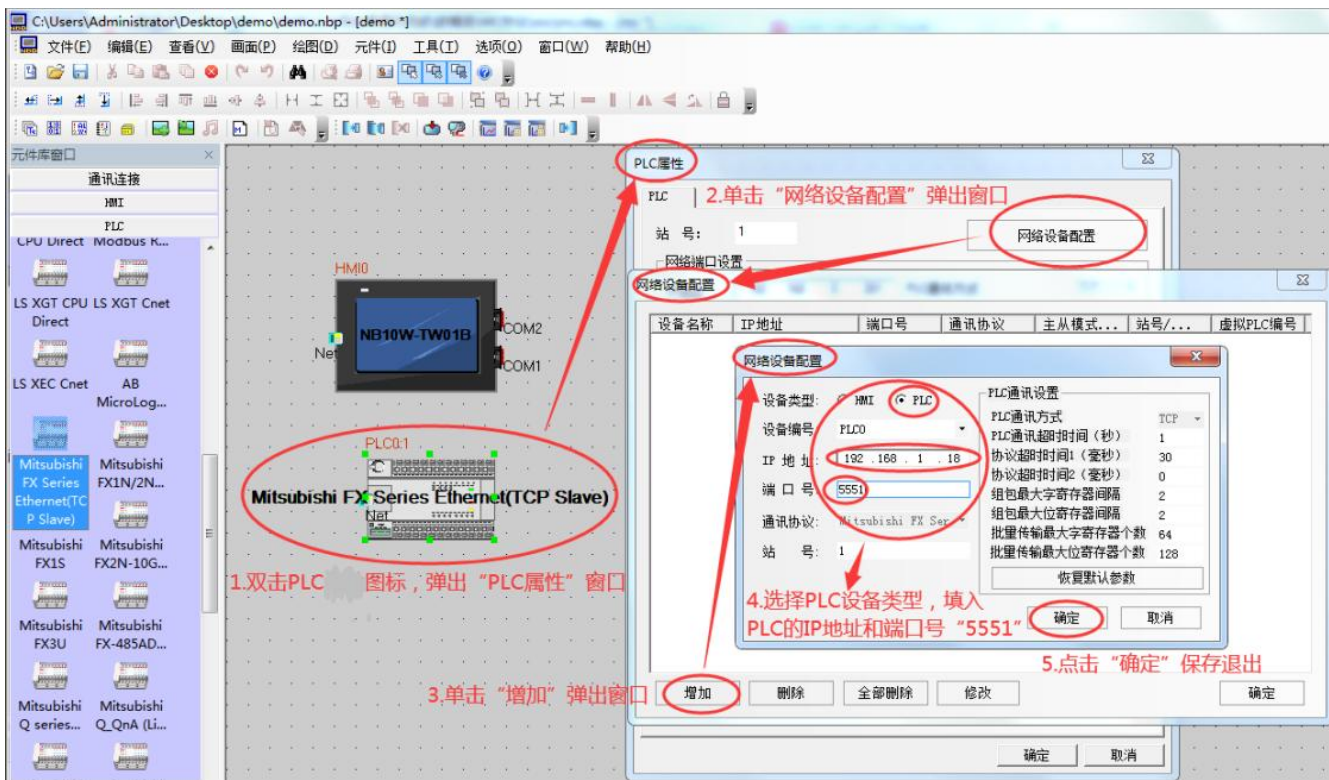 C:\Users\Administrator\Desktop\demo\demo.nbp - [demo *]
文件(F) 编辑(E) 查看(V) 画面(P) 绘图(D) 元件(I) 工具(T) 选项(O) 窗口(W) 帮助(H)
元件库窗口
通讯连接
HMI
PLC
CPU Direct Modbus R...
LS XGT CPU Direct
LS XGT Cnet
LS XEC Cnet
AB MicroLog...
Mitsubishi FX Series Ethernet(TCP Slave)
Mitsubishi FX1N/2N...
Mitsubishi FX1S
Mitsubishi FX2N-10G...
Mitsubishi FX3U
Mitsubishi FX-485AD...
Mitsubishi Q series...
Mitsubishi Q_QnA (Li...
HMI0
NB10W-TW01B
COM2
Net
COM1
PLC0:1
Mitsubishi FX Series Ethernet(TCP Slave)
Net
1.双击PLC 图标，弹出“PLC属性”窗口
PLC属性
PLC
2.单击“网络设备配置”弹出窗口
站 号: 1
网络设备配置
网络端口设置
网络设备配置
设备名称 IP地址 端口号 通讯协议 主从模式... 站号/... 虚拟PLC编号
网络设备配置
设备类型: HMI PLC
设备编号 PLC0
IP 地 址: 192 .168 . 1 . 18
端 口 号 5551
通讯协议: Mitsubishi FX Ser
站 号: 1
PLC通讯设置
PLC通讯方式 TCP
PLC通讯超时时间（秒） 1
协议超时时间1（毫秒） 30
协议超时时间2（毫秒） 0
组包最大字寄存器间隔 2
组包最大位寄存器间隔 2
批量传输最大字寄存器个数 64
批量传输最大位寄存器个数 128
恢复默认参数
4.选择PLC设备类型，填入
PLC的IP地址和端口号“5551”
确定 取消
5.点击“确定”保存退出
3.单击“增加”弹出窗口
增加 删除 全部删除 修改 确定
确定 取消